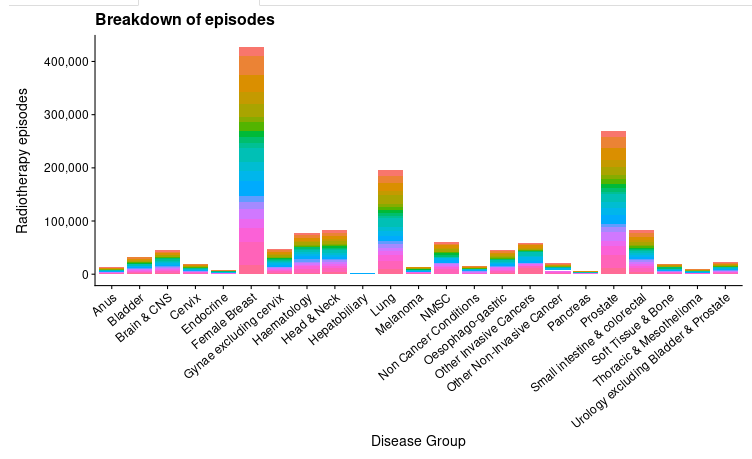 Breakdown of episodes
Radiotherapy episodes
400,000
300,000
200,000
100,000
0
Anus
Bladder
Brain & CNS
Cervix
Endocrine
Female Breast
Gynae excluding cervix
Haematology
Head & Neck
Hepatobiliary
Lung
Melanoma
NMSC
Non Cancer Conditions
Oesophago-gastric
Other Invasive Cancers
Other Non-Invasive Cancer
Pancreas
Prostate
Small intestine & colorectal
Soft Tissue & Bone
Thoracic & Mesothelioma
Urology excluding Bladder & Prostate
Disease Group